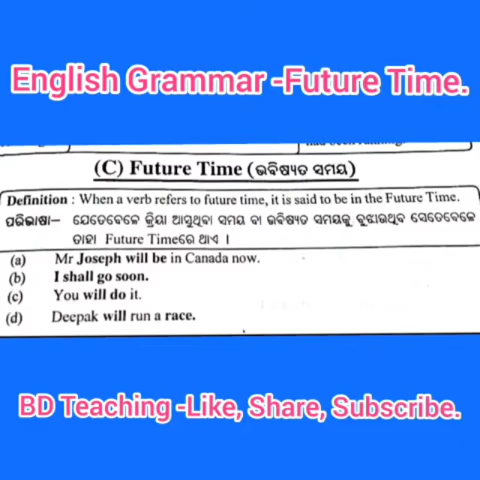 English Grammar -Future Time.
(C) Future Time (ଭବିଷ୍ୟତ ସମୟ)
Definition : When a verb refers to future time, it is said to be in the Future Time.
ପରିଭାଷା— ଯେତେବେଳେ କ୍ରିୟା ଆସୁଥିବା ସମୟ ବା ଭବିଷ୍ୟତ ସମୟକୁ ବୁଝାଉଥିବ ସେତେବେଳେ
ତାହା Future Timeରେ ଥାଏ ।
(a) Mr Joseph will be in Canada now.
(b) I shall go soon.
(c) You will do it.
(d) Deepak will run a race.
BD Teaching -Like, Share, Subscribe.